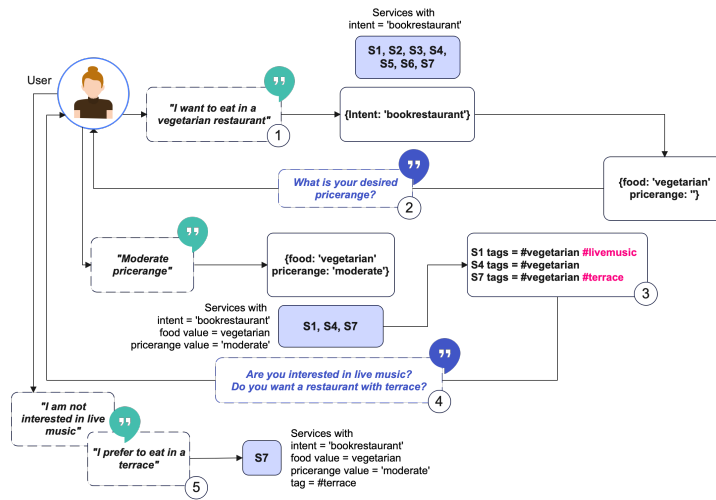 Services with
intent = 'bookrestaurant'
S1, S2, S3, S4,
S5, S6, S7
User
"I want to eat in a
vegetarian restaurant"
1
{Intent: 'bookrestaurant'}
{food: 'vegetarian'
pricerange: ''}
What is your desired
pricerange?
2
"Moderate
pricerange"
{food: 'vegetarian'
pricerange: 'moderate'}
S1 tags = #vegetarian #livemusic
S4 tags = #vegetarian
S7 tags = #vegetarian #terrace
3
Services with
intent = 'bookrestaurant'
food value = vegetarian
pricerange value = 'moderate'
S1, S4, S7
Are you interested in live music?
Do you want a restaurant with terrace?
4
"I am not
interested in live
music"
"I prefer to eat in a
terrace"
5
S7
Services with
intent = 'bookrestaurant'
food value = vegetarian
pricerange value = 'moderate'
tag = #terrace